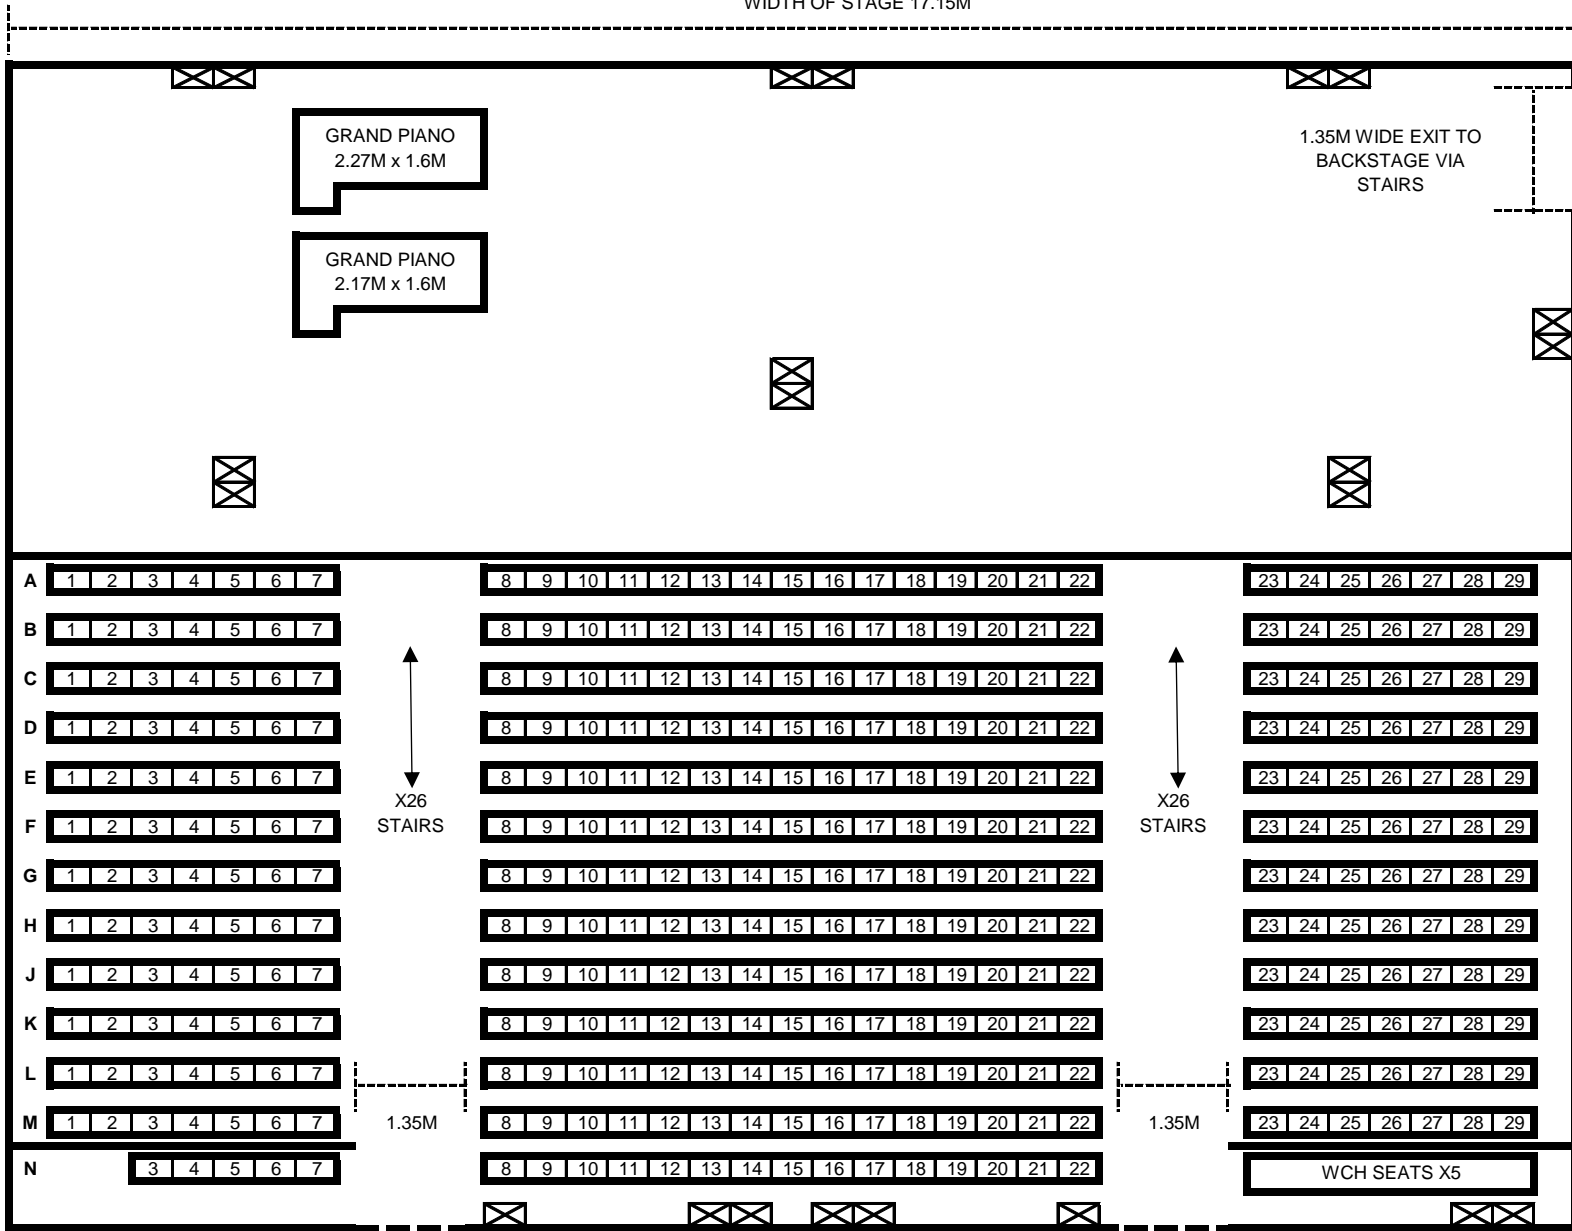 WIDTH OF STAGE 17.15M
GRAND PIANO
2.27M x 1.6M
1.35M WIDE EXIT TO
BACKSTAGE VIA
STAIRS
GRAND PIANO
2.17M x 1.6M
A 1 2 3 4 5 6 7 8 9 10 11 12 13 14 15 16 17 18 19 20 21 22 23 24 25 26 27 28 29
B 1 2 3 4 5 6 7 8 9 10 11 12 13 14 15 16 17 18 19 20 21 22 23 24 25 26 27 28 29
C 1 2 3 4 5 6 7 8 9 10 11 12 13 14 15 16 17 18 19 20 21 22 23 24 25 26 27 28 29
D 1 2 3 4 5 6 7 8 9 10 11 12 13 14 15 16 17 18 19 20 21 22 23 24 25 26 27 28 29
E 1 2 3 4 5 6 7 8 9 10 11 12 13 14 15 16 17 18 19 20 21 22 23 24 25 26 27 28 29
X26 X26
F 1 2 3 4 5 6 7 STAIRS 8 9 10 11 12 13 14 15 16 17 18 19 20 21 22 STAIRS 23 24 25 26 27 28 29
G 1 2 3 4 5 6 7 8 9 10 11 12 13 14 15 16 17 18 19 20 21 22 23 24 25 26 27 28 29
H 1 2 3 4 5 6 7 8 9 10 11 12 13 14 15 16 17 18 19 20 21 22 23 24 25 26 27 28 29
J 1 2 3 4 5 6 7 8 9 10 11 12 13 14 15 16 17 18 19 20 21 22 23 24 25 26 27 28 29
K 1 2 3 4 5 6 7 8 9 10 11 12 13 14 15 16 17 18 19 20 21 22 23 24 25 26 27 28 29
L 1 2 3 4 5 6 7 8 9 10 11 12 13 14 15 16 17 18 19 20 21 22 23 24 25 26 27 28 29
M 1 2 3 4 5 6 7 1.35M 8 9 10 11 12 13 14 15 16 17 18 19 20 21 22 1.35M 23 24 25 26 27 28 29
N 3 4 5 6 7 8 9 10 11 12 13 14 15 16 17 18 19 20 21 22 WCH SEATS X5